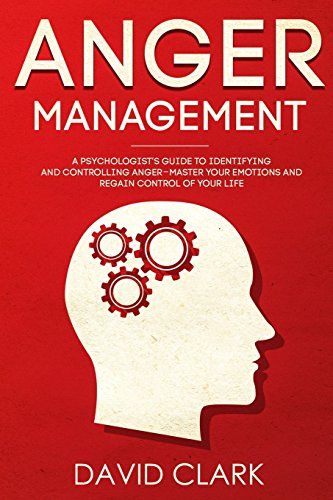 ANGER
MANAGEMENT
A PSYCHOLOGIST'S GUIDE TO IDENTIFYING
AND CONTROLLING ANGER–MASTER YOUR EMOTIONS AND
REGAIN CONTROL OF YOUR LIFE
DAVID CLARK